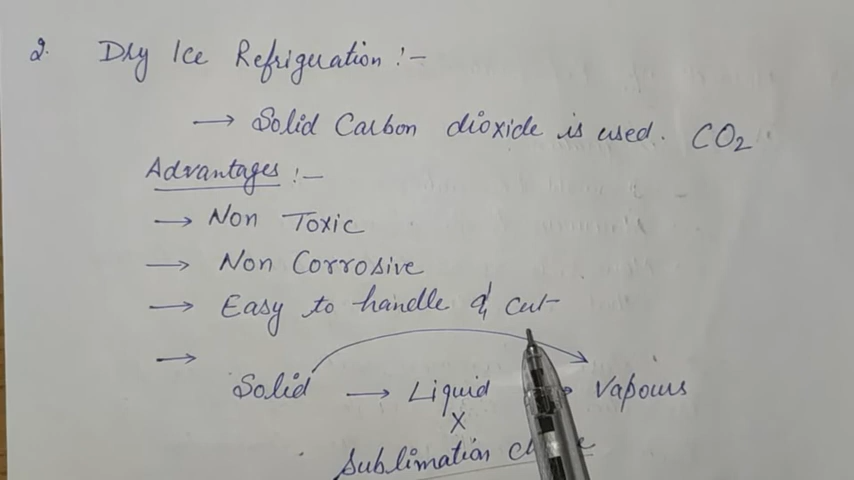 2. Dry Ice Refrigeration :-
→ Solid Carbon dioxide is used. CO2
Advantages :-
→ Non Toxic
→ Non Corrosive
→ Easy to handle & cut
→
Solid → Liquid → Vapours
X
Sublimation